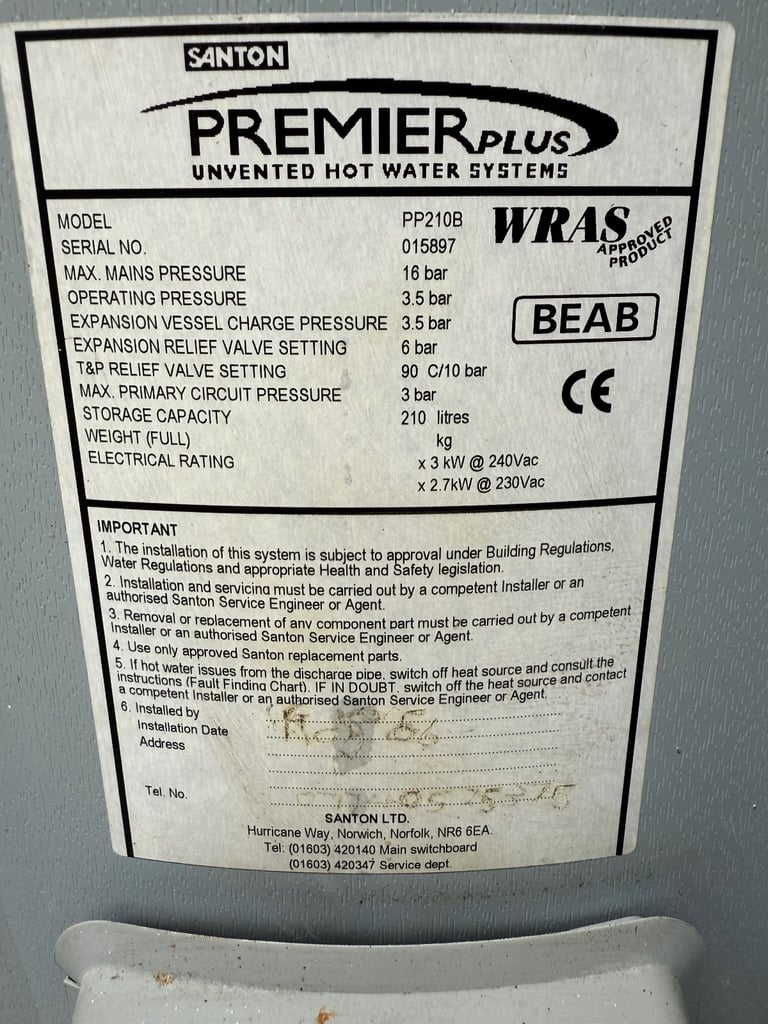 SANTON
PREMIER PLUS
UNVENTED HOT WATER SYSTEMS
MODEL PP210B
SERIAL NO. 015897
MAX. MAINS PRESSURE 16 bar
OPERATING PRESSURE 3.5 bar
EXPANSION VESSEL CHARGE PRESSURE 3.5 bar
EXPANSION RELIEF VALVE SETTING 6 bar
T&P RELIEF VALVE SETTING 90 C/10 bar
MAX. PRIMARY CIRCUIT PRESSURE 3 bar
STORAGE CAPACITY 210 litres
WEIGHT (FULL) kg
ELECTRICAL RATING x 3 kW @ 240Vac
x 2.7kW @ 230Vac
WRAS
APPROVED
PRODUCT
BEAB
CE
IMPORTANT
1. The installation of this system is subject to approval under Building Regulations,
Water Regulations and appropriate Health and Safety legislation.
2. Installation and servicing must be carried out by a competent Installer or an
authorised Santon Service Engineer or Agent.
3. Removal or replacement of any component part must be carried out by a competent
Installer or an authorised Santon Service Engineer or Agent.
4. Use only approved Santon replacement parts.
5. If hot water issues from the discharge pipe, switch off heat source and consult the
instructions (Fault Finding Chart). IF IN DOUBT, switch off the heat source and contact
a competent Installer or an authorised Santon Service Engineer or Agent.
6. Installed by
Installation Date
Address
Tel. No.
SANTON LTD.
Hurricane Way, Norwich, Norfolk, NR6 6EA.
Tel: (01603) 420140 Main switchboard
(01603) 420347 Service dept.